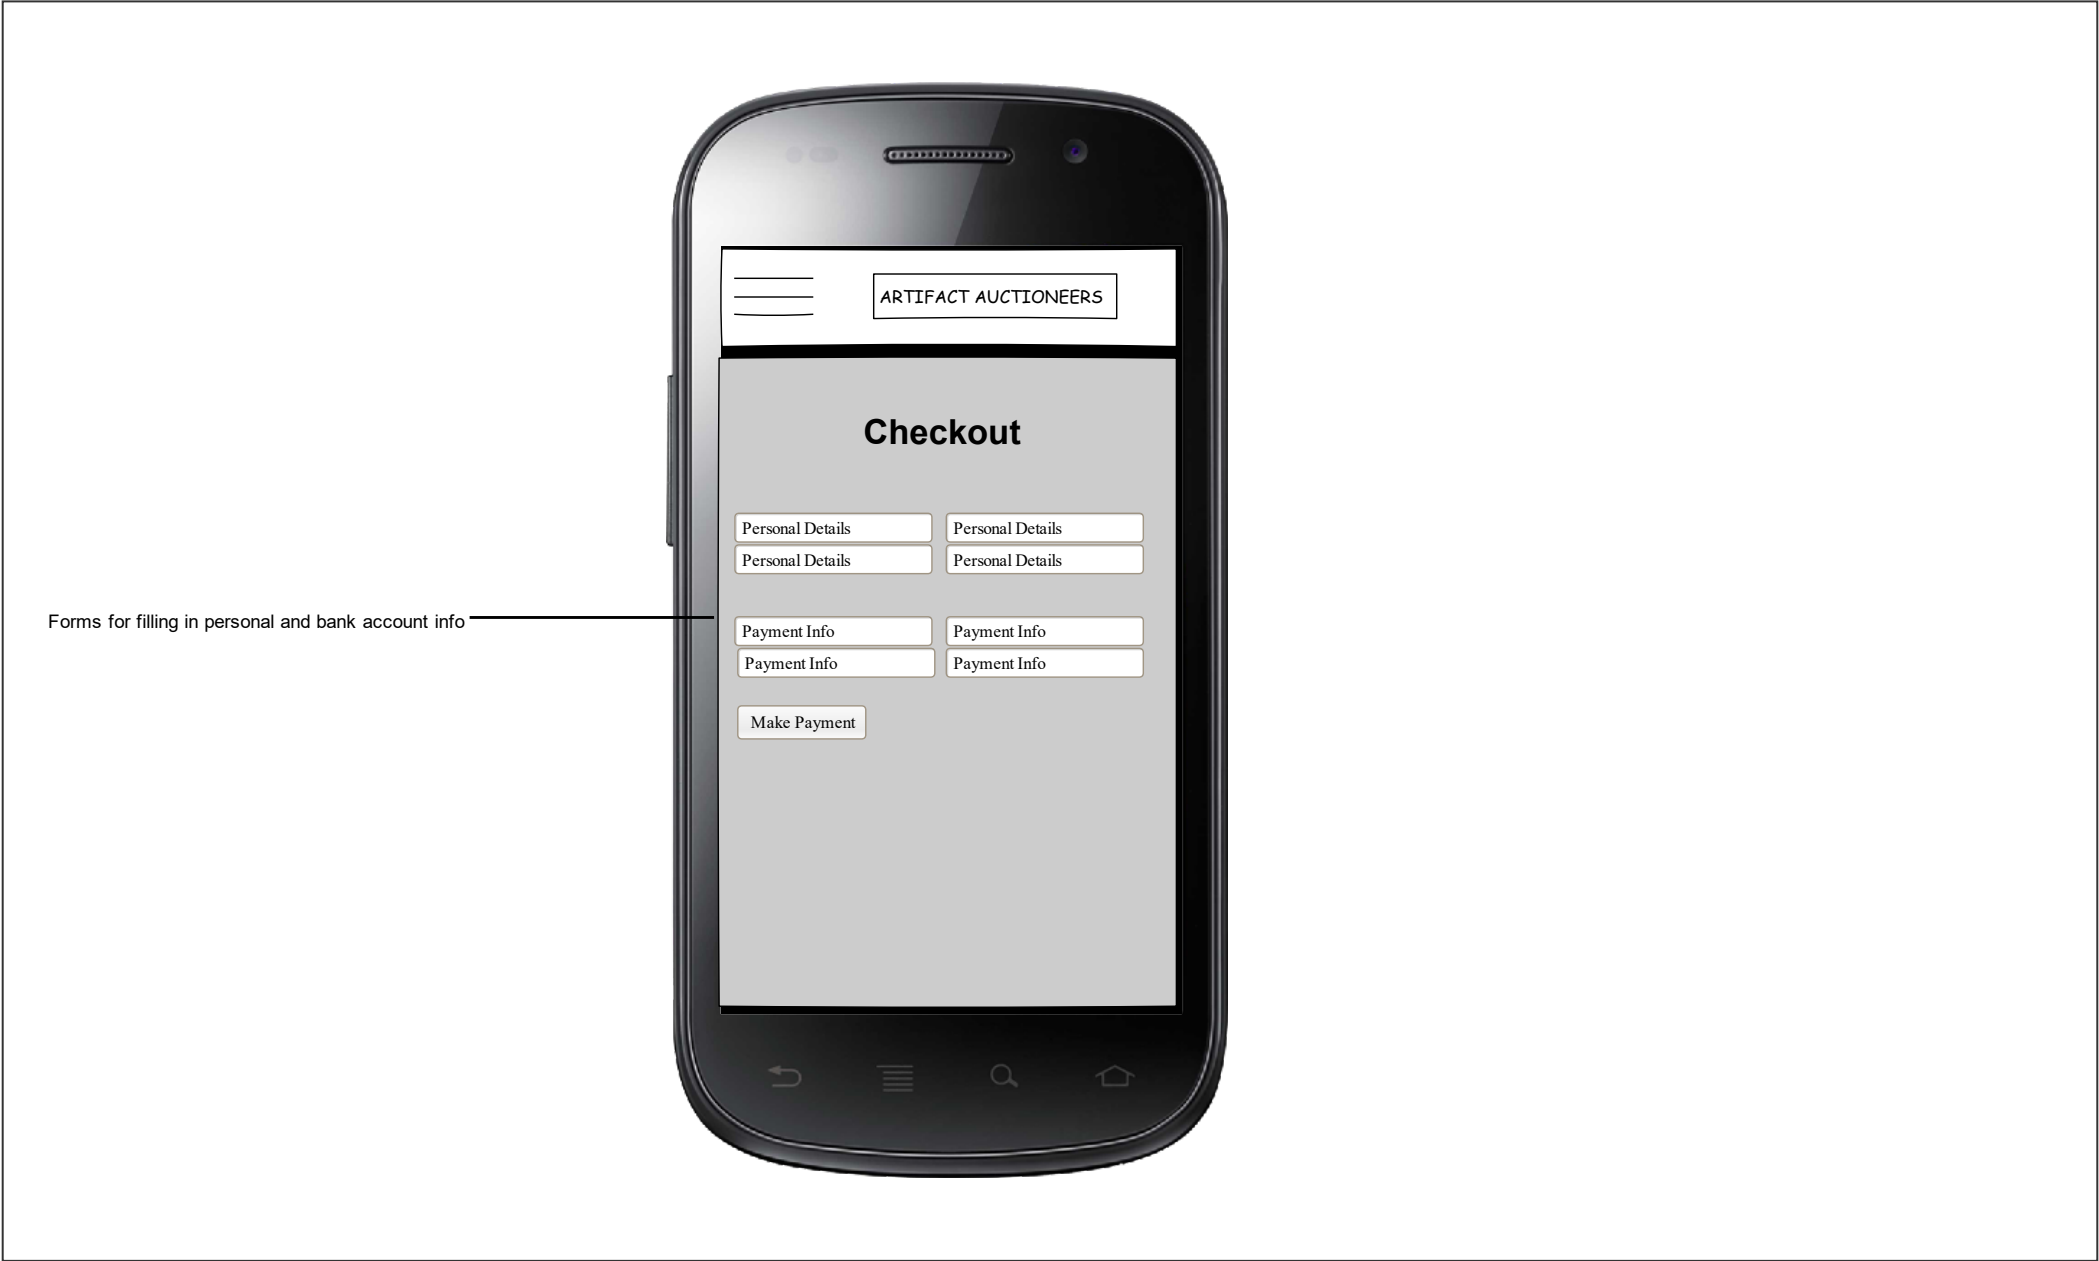 ARTIFACT AUCTIONEERS
Checkout
Personal Details Personal Details
Personal Details Personal Details
Forms for filling in personal and bank account info
Payment Info Payment Info
Payment Info Payment Info
Make Payment